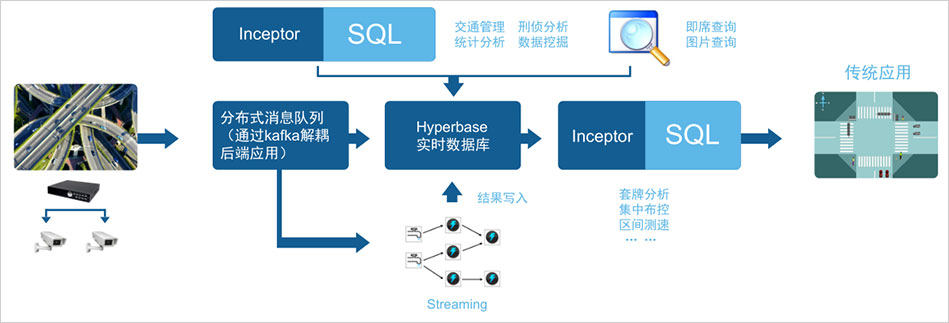 Inceptor SQL
交通管理 刑侦分析
统计分析 数据挖掘
即席查询
图片查询
传统应用
分布式消息队列
（通过kafka解耦
后端应用）
Hyperbase
实时数据库
Inceptor SQL
结果写入
套牌分析
集中布控
区间测速
... ...
Streaming